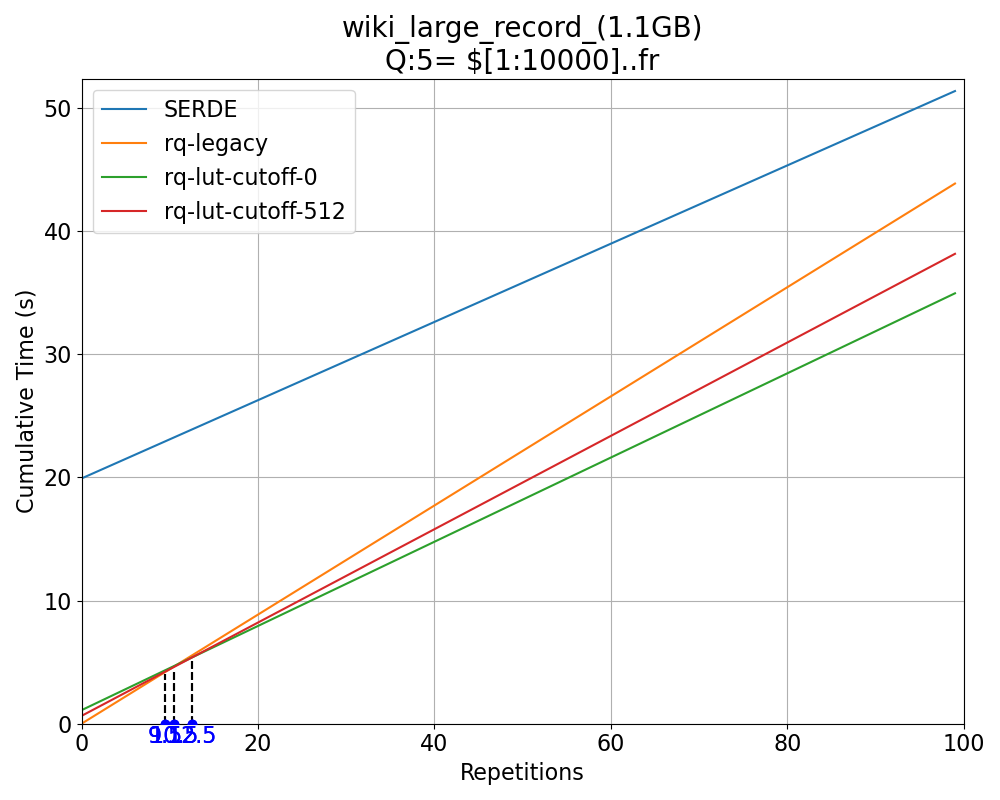 wiki_large_record_(1.1GB)
Q:5= $[1:10000]..fr
SERDE
rq-legacy
rq-lut-cutoff-0
rq-lut-cutoff-512
Cumulative Time (s)
50
40
30
20
10
0
0 20 40 60 80 100
Repetitions